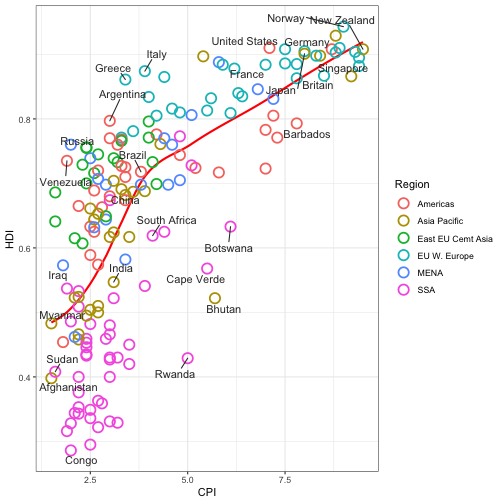 Norway
New Zealand
United States
Germany
Italy
Greece
France
Singapore
Britain
Japan
Argentina
Barbados
Russia
Brazil
Venezuela
China
South Africa
Botswana
Iraq
India
Cape Verde
Bhutan
Myanmar
Sudan
Rwanda
Afghanistan
Congo
0.8
0.6
0.4
HDI
2.5
5.0
7.5
CPI
Region
Americas
Asia Pacific
East EU Cemt Asia
EU W. Europe
MENA
SSA